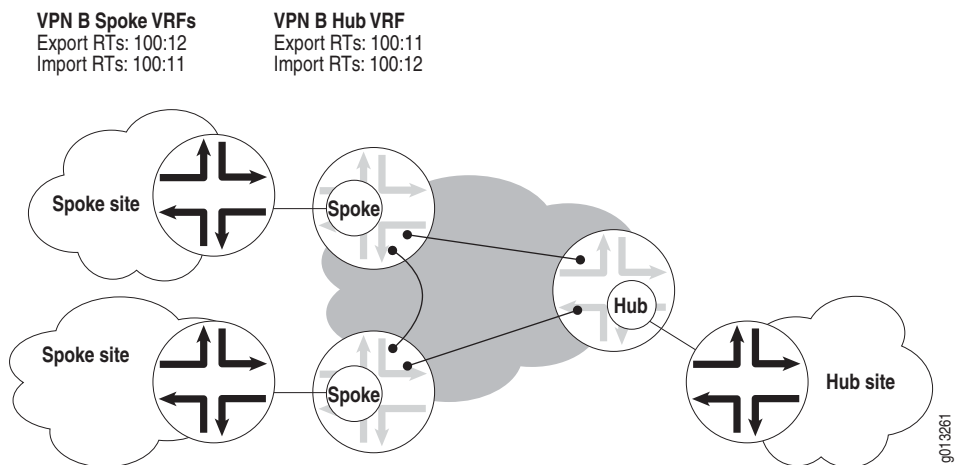 VPN B Spoke VRFs
Export RTs: 100:12
Import RTs: 100:11
VPN B Hub VRF
Export RTs: 100:11
Import RTs: 100:12
Spoke site
Spoke
Hub
Spoke site
Spoke
Hub site
g013261